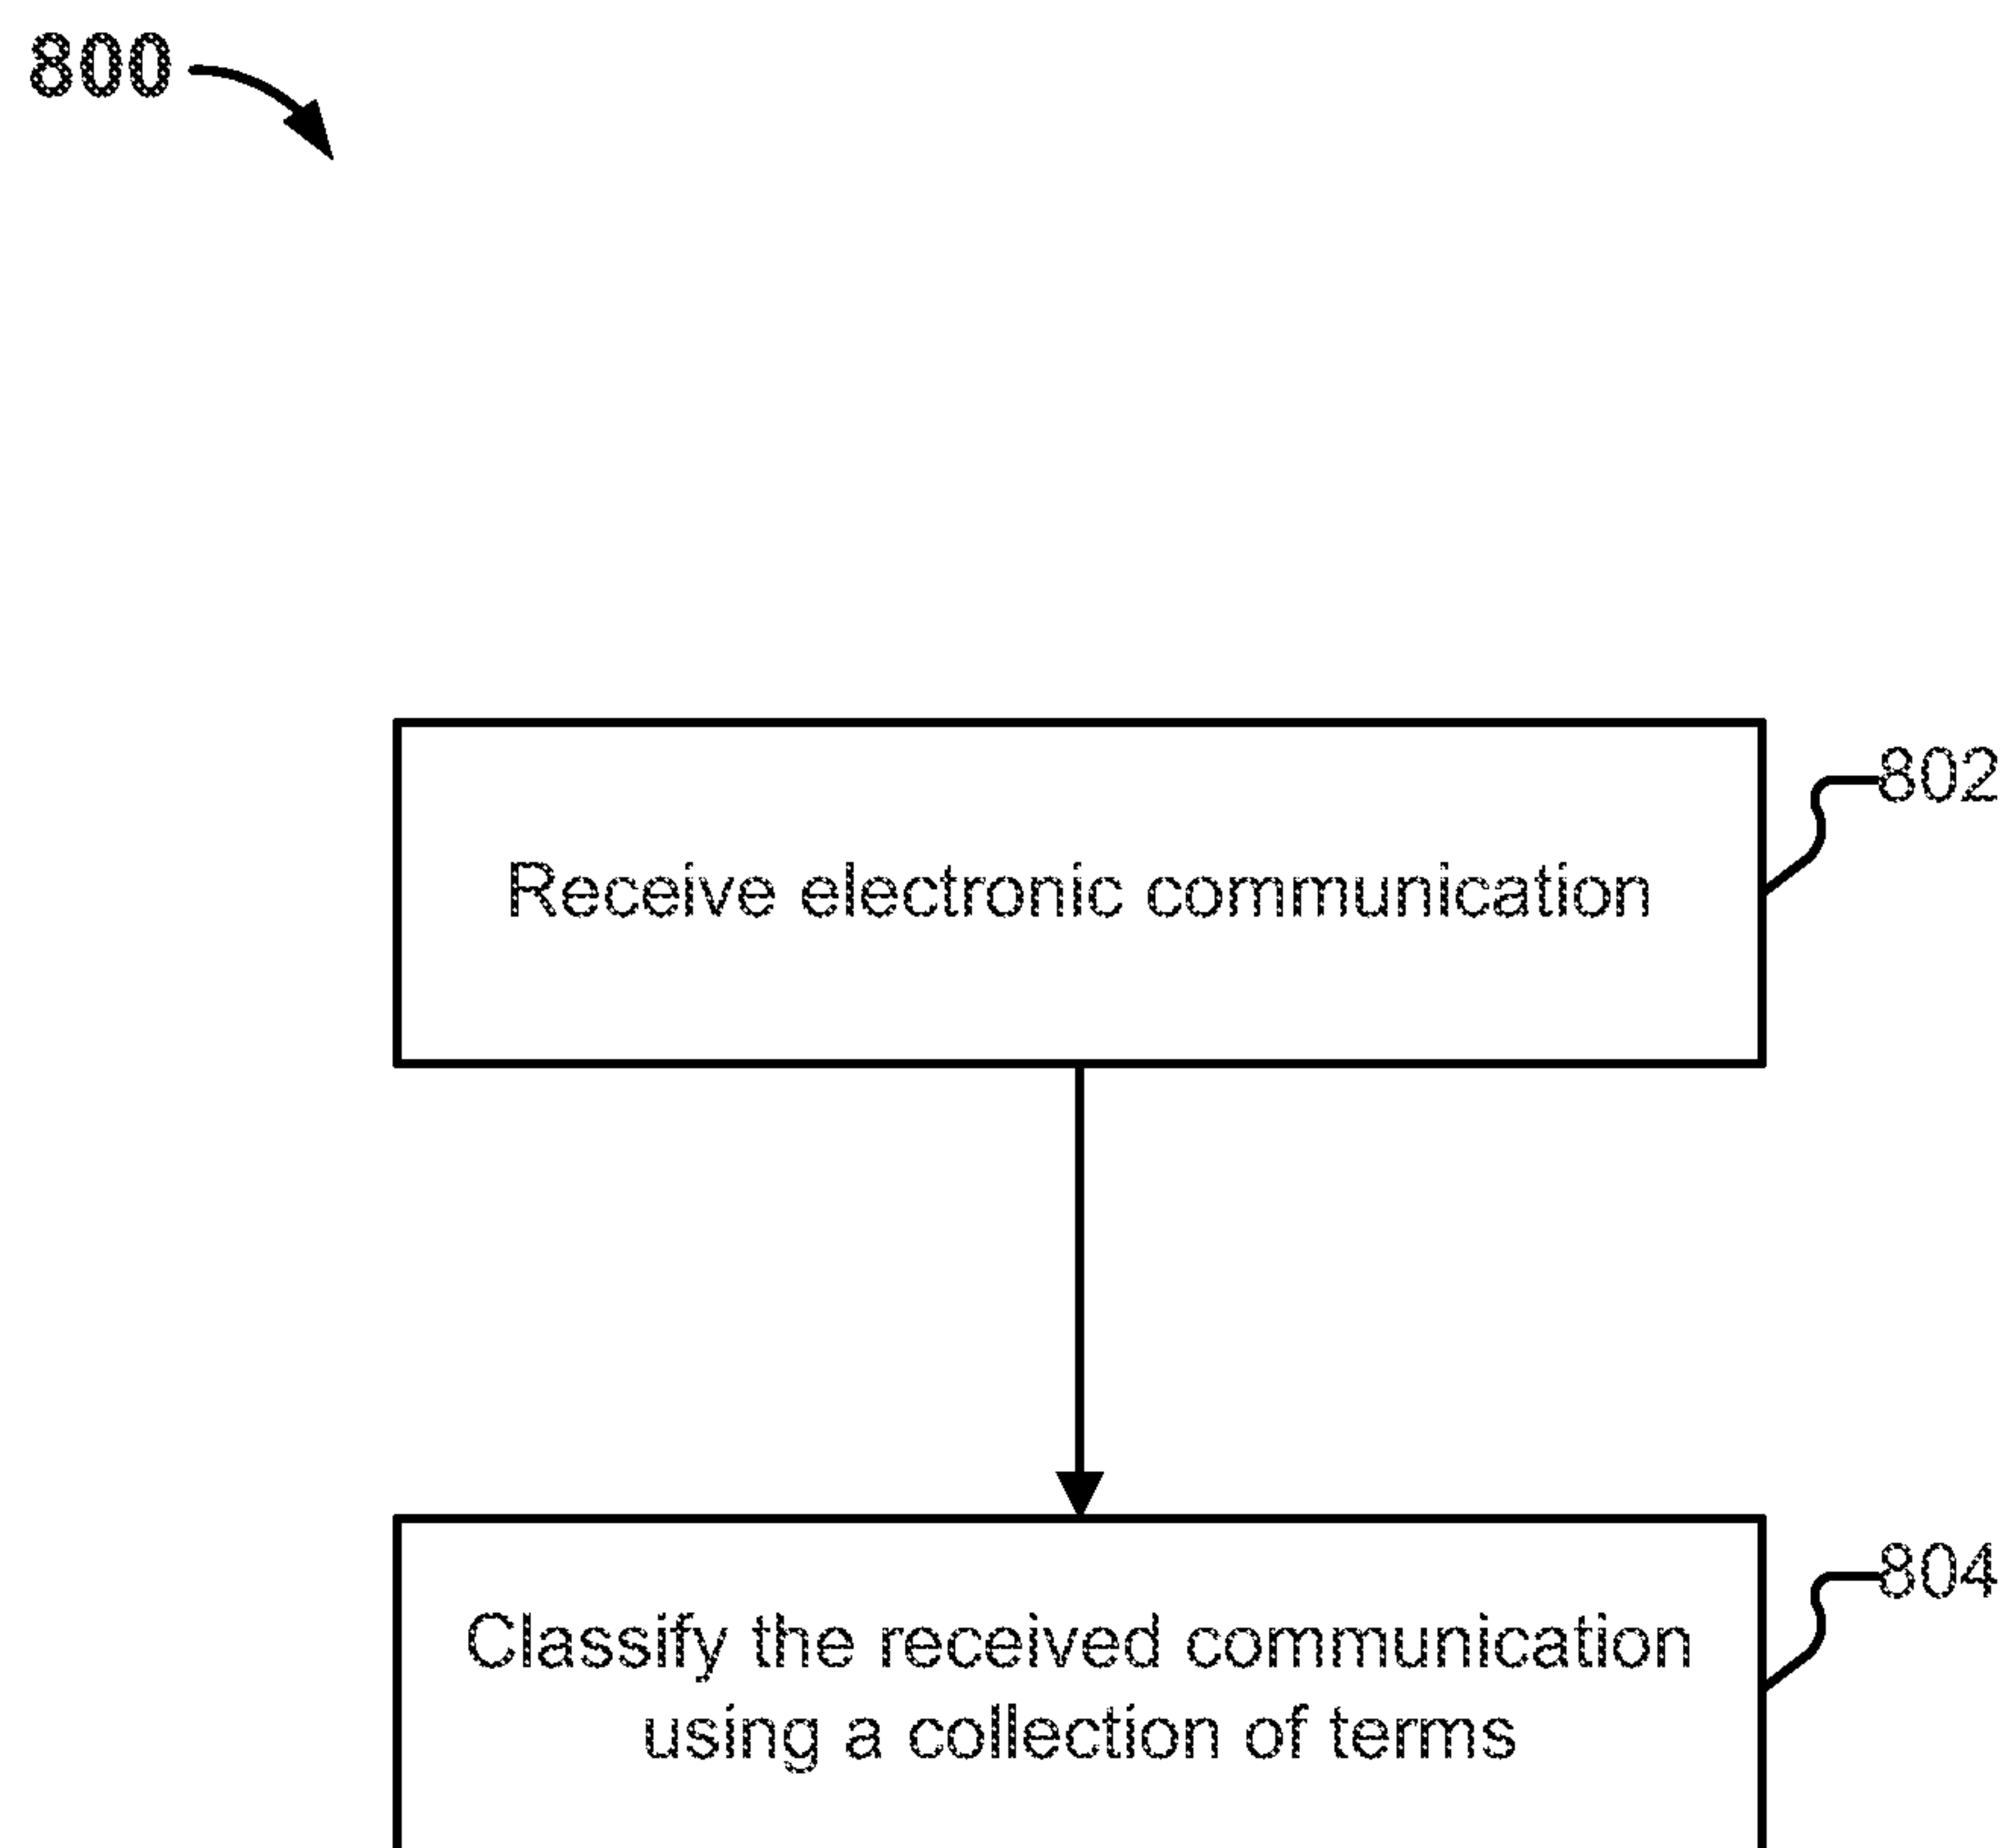 800
802
Receive electronic communication
804
Classify the received communication
using a collection of terms